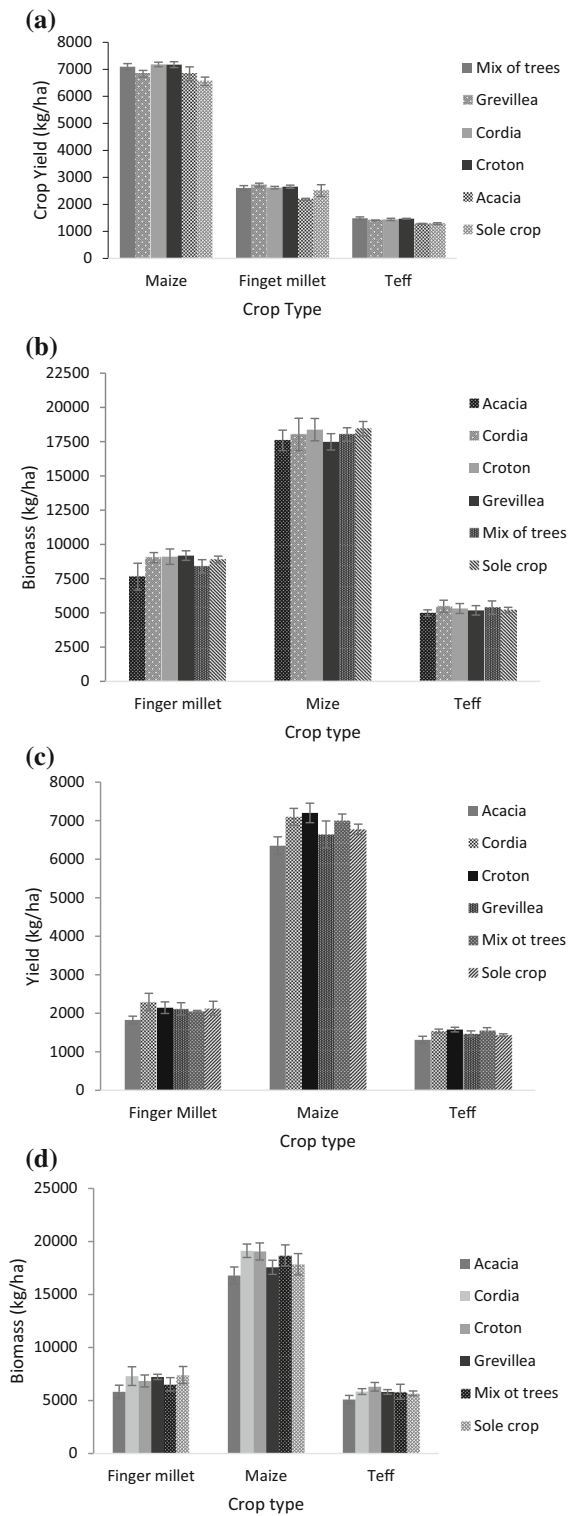 (a)
8000
7000
6000
5000
4000
3000
2000
1000
0
Crop Yield (kg/ha)
Maize Finget millet Teff
Crop Type
Mix of trees
Grevillea
Cordia
Croton
Acacia
Sole crop
(b)
22500
20000
17500
15000
12500
10000
7500
5000
2500
0
Biomass (kg/ha)
Finger millet Mize Teff
Crop type
Acacia
Cordia
Croton
Grevillea
Mix of trees
Sole crop
(c)
8000
7000
6000
5000
4000
3000
2000
1000
0
Yield (kg/ha)
Finger Millet Maize Teff
Crop type
Acacia
Cordia
Croton
Grevillea
Mix ot trees
Sole crop
(d)
25000
20000
15000
10000
5000
0
Biomass (kg/ha)
Finger millet Maize Teff
Crop type
Acacia
Cordia
Croton
Grevillea
Mix ot trees
Sole crop